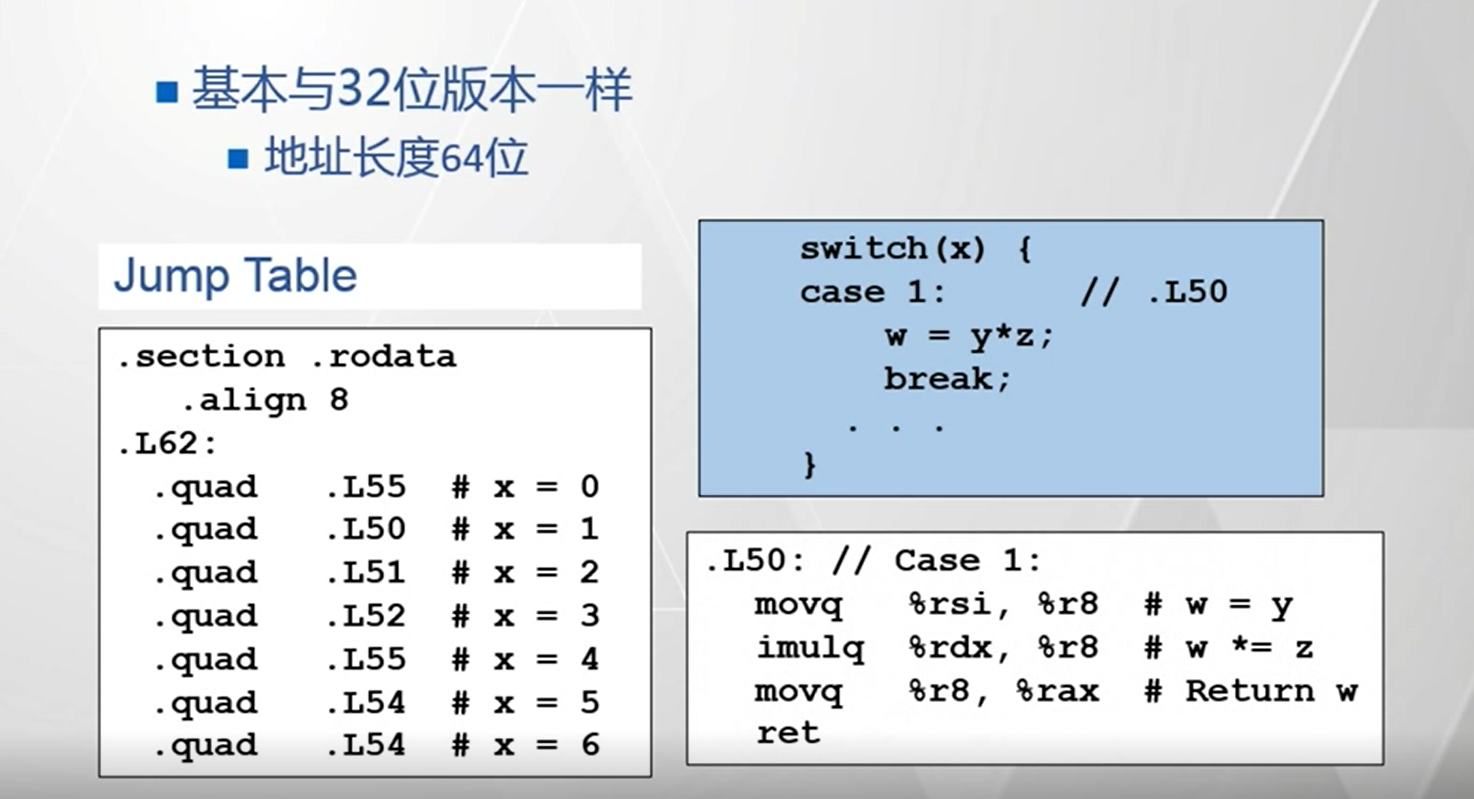 基本与32位版本一样
地址长度64位
Jump Table
.section .rodata
.align 8
.L62:
.quad .L55 # x = 0
.quad .L50 # x = 1
.quad .L51 # x = 2
.quad .L52 # x = 3
.quad .L55 # x = 4
.quad .L54 # x = 5
.quad .L54 # x = 6
switch(x) {
case 1: // .L50
w = y*z;
break;
. . .
}
.L50: // Case 1:
movq %rsi, %r8 # w = y
imulq %rdx, %r8 # w *= z
movq %r8, %rax # Return w
ret